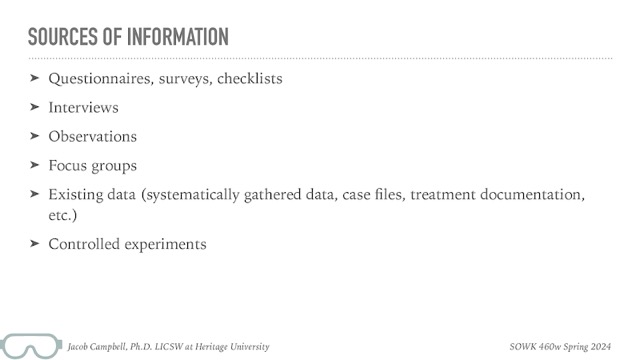 SOURCES OF INFORMATION
➤ Questionnaires, surveys, checklists
➤ Interviews
➤ Observations
➤ Focus groups
➤ Existing data (systematically gathered data, case files, treatment documentation,
etc.)
➤ Controlled experiments
Jacob Campbell, Ph.D. LICSW at Heritage University
SOWK 460w Spring 2024